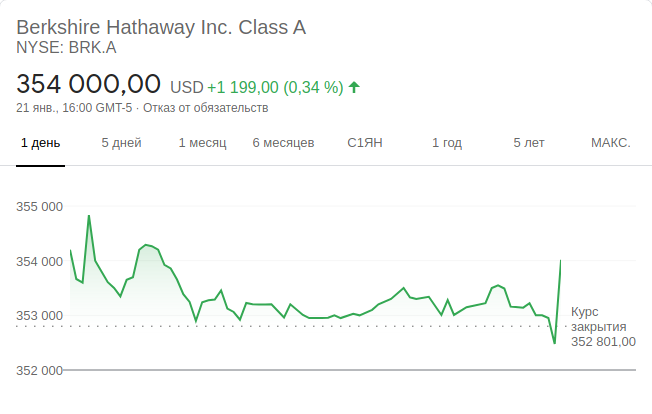 Berkshire Hathaway Inc. Class A
NYSE: BRK.A
354 000,00 USD +1 199,00 (0,34 %)
21 янв., 16:00 GMT-5 · Отказ от обязательств
1 день 5 дней 1 месяц 6 месяцев С1ЯН 1 год 5 лет МАКС.
355 000
354 000
353 000
Курс
закрытия
352 801,00
352 000